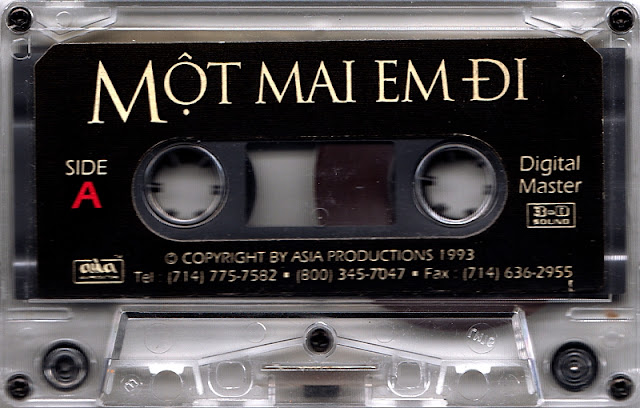 MỘT MAI EM ĐI
SIDE
A
Digital
Master
3-D
SOUND
asia
© COPYRIGHT BY ASIA PRODUCTIONS 1993
Tel : (714) 775-7582 • (800) 345-7047 • Fax : (714) 636-2955